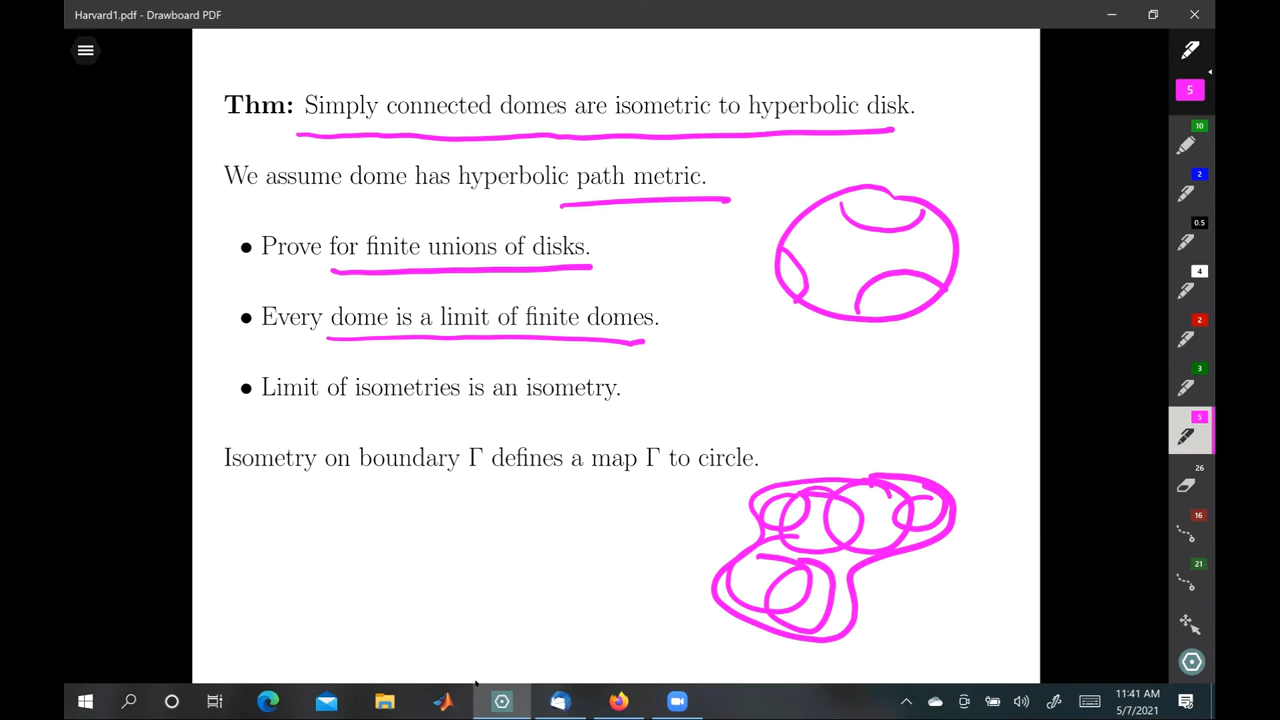 Harvard1.pdf - Drawboard PDF
Thm: Simply connected domes are isometric to hyperbolic disk.
We assume dome has hyperbolic path metric.
• Prove for finite unions of disks.
• Every dome is a limit of finite domes.
• Limit of isometries is an isometry.
Isometry on boundary Γ defines a map Γ to circle.
5
10
2
0.5
4
2
3
5
26
16
21
11:41 AM
5/7/2021